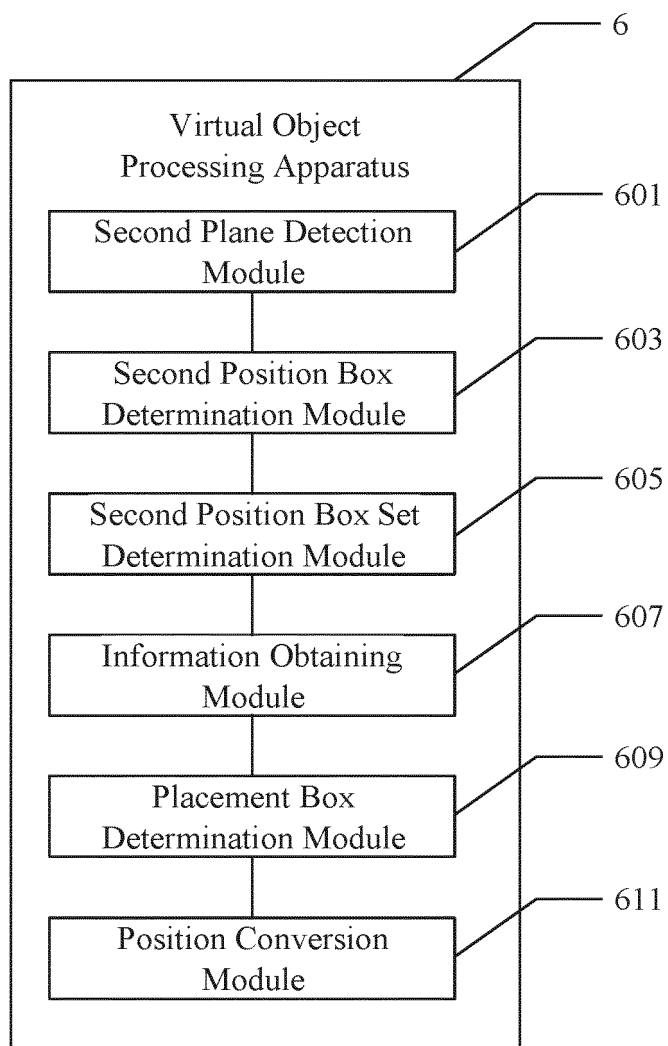 6
Virtual Object
Processing Apparatus
601
Second Plane Detection
Module
603
Second Position Box
Determination Module
605
Second Position Box Set
Determination Module
607
Information Obtaining
Module
609
Placement Box
Determination Module
611
Position Conversion
Module